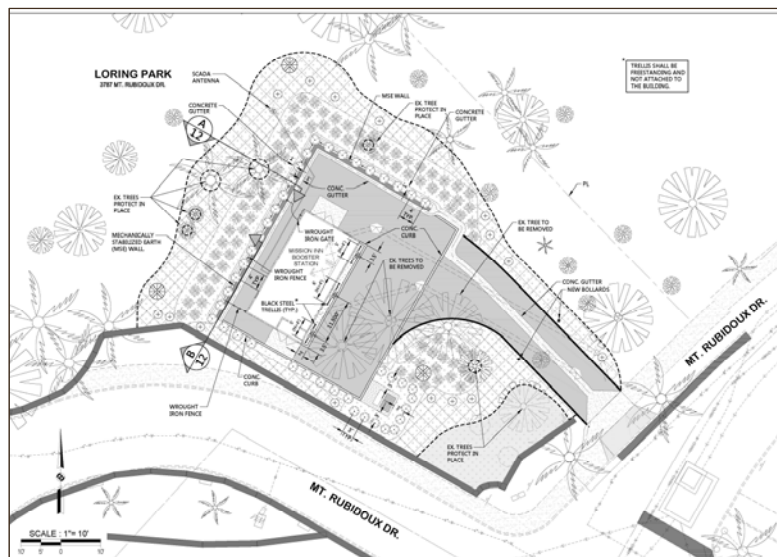 LORING PARK
3787 MT. RUBIDOUX DR.
SCADA
ANTENNA
CONCRETE
GUTTER
A
12
MSE WALL
EX. TREE
PROTECT IN
PLACE
CONCRETE
GUTTER
TRELLIS SHALL BE
FREESTANDING AND
NOT ATTACHED TO
THE BUILDING.
PL
CONC.
GUTTER
EX. TREES
PROTECT IN
PLACE
MECHANICALLY
STABILIZED EARTH
(MSE) WALL
WROUGHT
IRON GATE
MISSION INN
BOOSTER
STATION
WROUGHT
IRON FENCE
CONC.
CURB
EX. TREES TO
BE REMOVED
EX. TREE TO
BE REMOVED
BLACK STEEL
TRELLIS (TYP.)
CONC. GUTTER
NEW BOLLARDS
B
12
CONC.
CURB
WROUGHT
IRON FENCE
EX. TREES
PROTECT IN
PLACE
MT. RUBIDOUX DR.
MT. RUBIDOUX DR.
SCALE : 1"= 10'